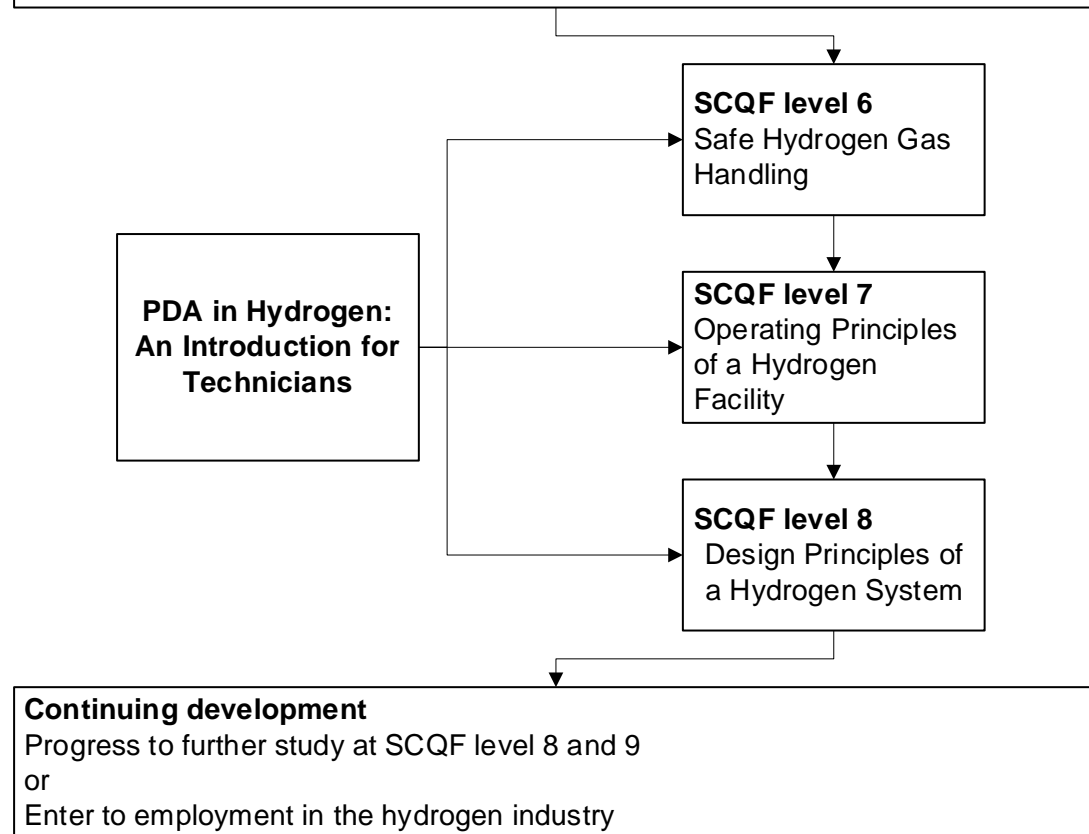 SCQF level 6
Safe Hydrogen Gas
Handling
PDA in Hydrogen:
An Introduction for
Technicians
SCQF level 7
Operating Principles
of a Hydrogen
Facility
SCQF level 8
Design Principles of
a Hydrogen System
Continuing development
Progress to further study at SCQF level 8 and 9
or
Enter to employment in the hydrogen industry